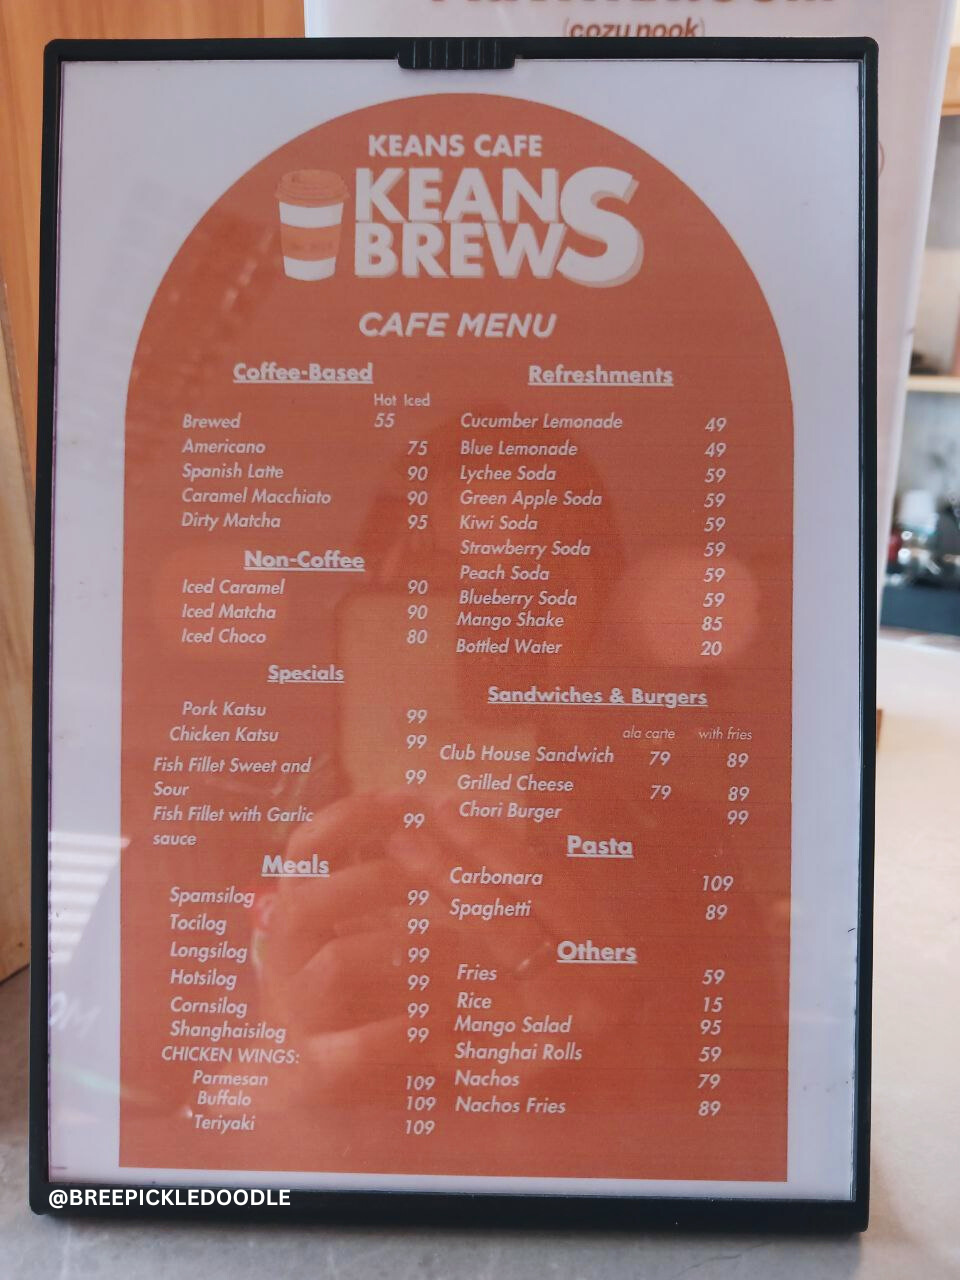 (cozy nook)
KEANS CAFE
KEANS
BREWS
CAFE MENU
Coffee-Based
Hot Iced
Brewed 55
Americano 75
Spanish Latte 90
Caramel Macchiato 90
Dirty Matcha 95
Non-Coffee
Iced Caramel 90
Iced Matcha 90
Iced Choco 80
Specials
Pork Katsu 99
Chicken Katsu 99
Fish Fillet Sweet and
Sour 99
Fish Fillet with Garlic
sauce 99
Meals
Spamsilog 99
Tocilog 99
Longsilog 99
Hotsilog 99
Cornsilog 99
Shanghaisilog 99
CHICKEN WINGS:
Parmesan 109
Buffalo 109
Teriyaki 109
Refreshments
Cucumber Lemonade 49
Blue Lemonade 49
Lychee Soda 59
Green Apple Soda 59
Kiwi Soda 59
Strawberry Soda 59
Peach Soda 59
Blueberry Soda 59
Mango Shake 85
Bottled Water 20
Sandwiches & Burgers
ala carte with fries
Club House Sandwich 79 89
Grilled Cheese 79 89
Chori Burger 99
Pasta
Carbonara 109
Spaghetti 89
Others
Fries 59
Rice 15
Mango Salad 95
Shanghai Rolls 59
Nachos 79
Nachos Fries 89
@BREEPICKLEDOODLE